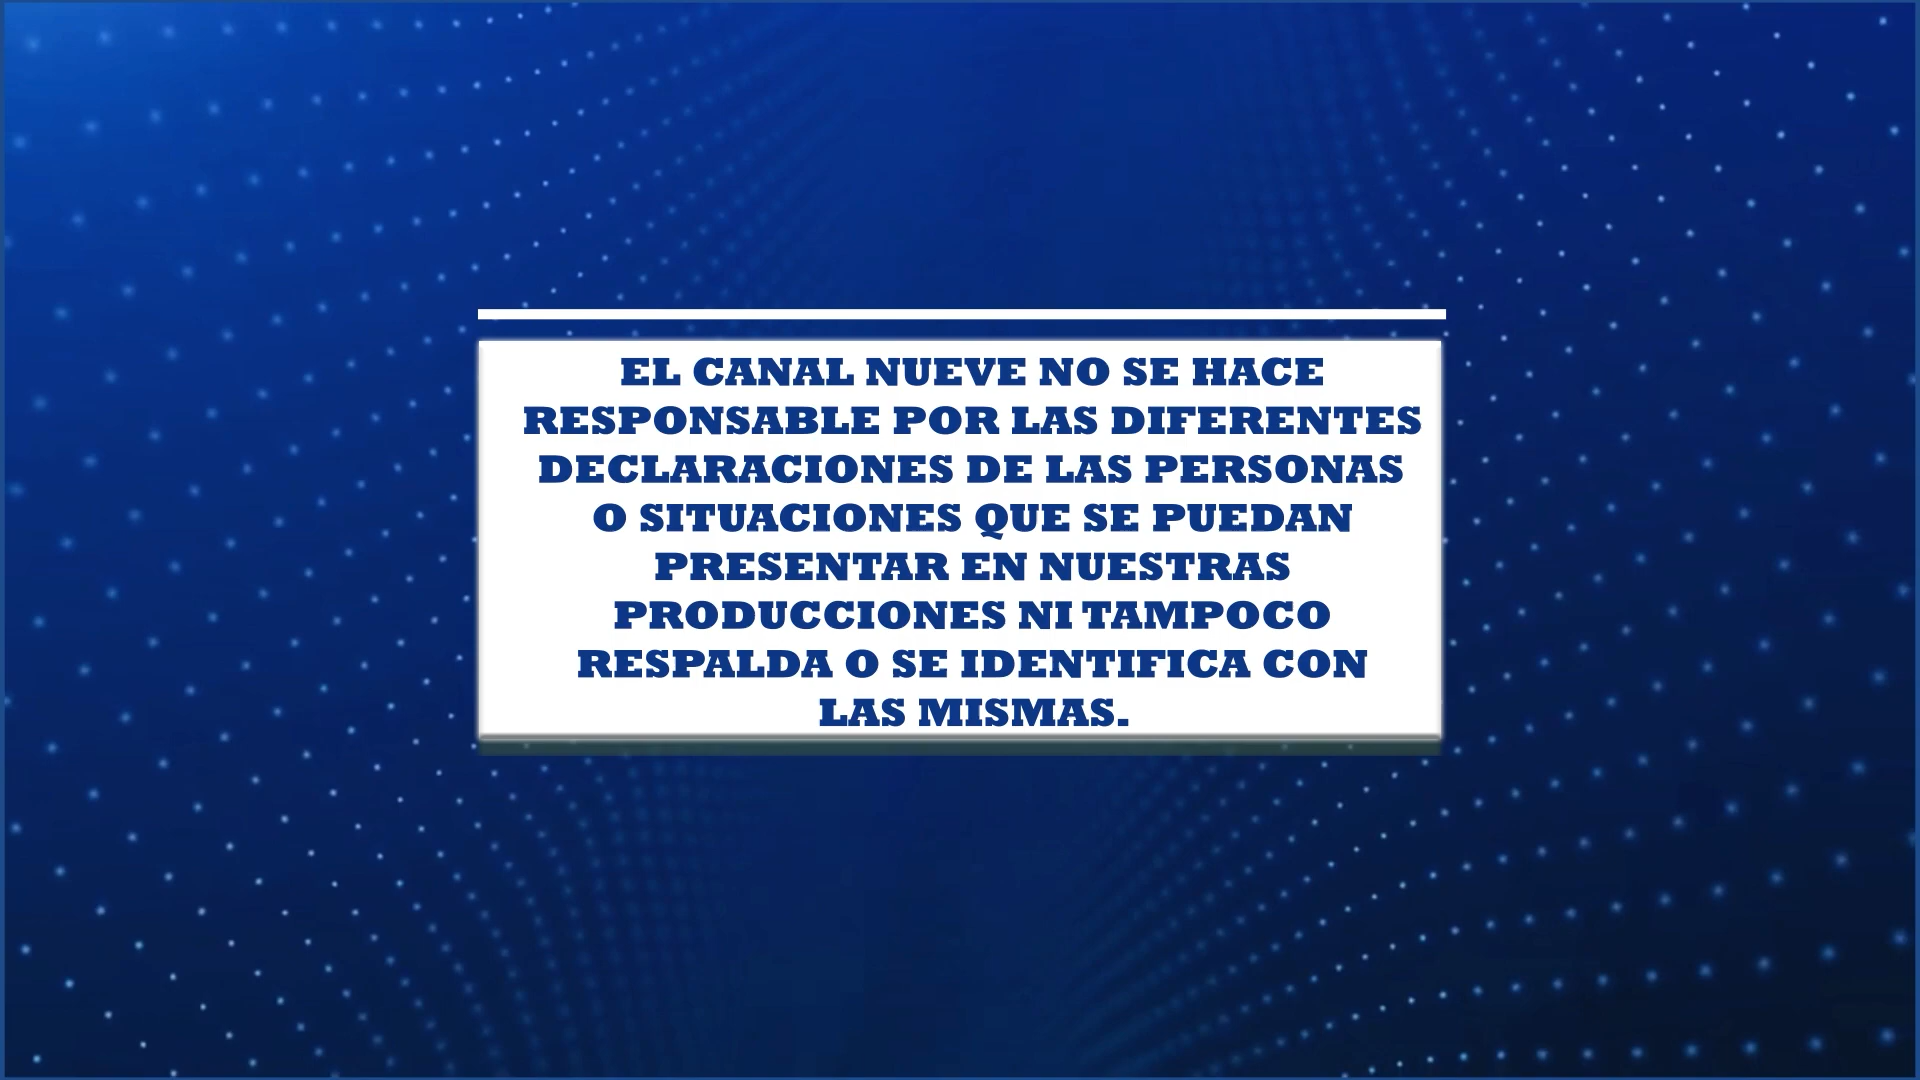 EL CANAL NUEVE NO SE HACE
RESPONSABLE POR LAS DIFERENTES
DECLARACIONES DE LAS PERSONAS
O SITUACIONES QUE SE PUEDAN
PRESENTAR EN NUESTRAS
PRODUCCIONES NI TAMPOCO
RESPALDA O SE IDENTIFICA CON
LAS MISMAS.